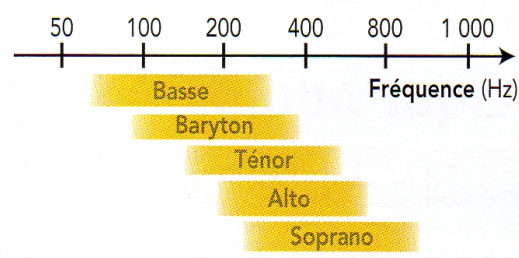 50 100 200 400 800 1 000
Fréquence (Hz)
Basse
Baryton
Ténor
Alto
Soprano